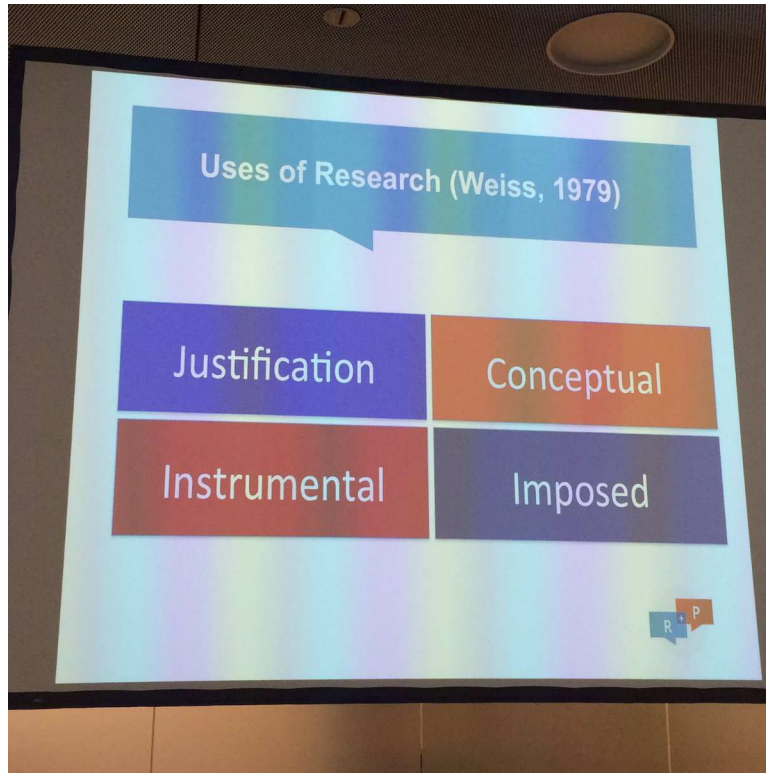 Uses of Research (Weiss, 1979)
Justification
Conceptual
Instrumental
Imposed
R + P